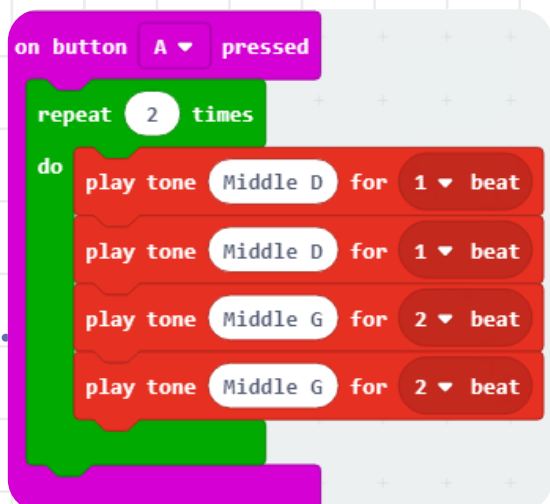 on button A pressed
repeat 2 times
do
play tone Middle D for 1 beat
play tone Middle D for 1 beat
play tone Middle G for 2 beat
play tone Middle G for 2 beat